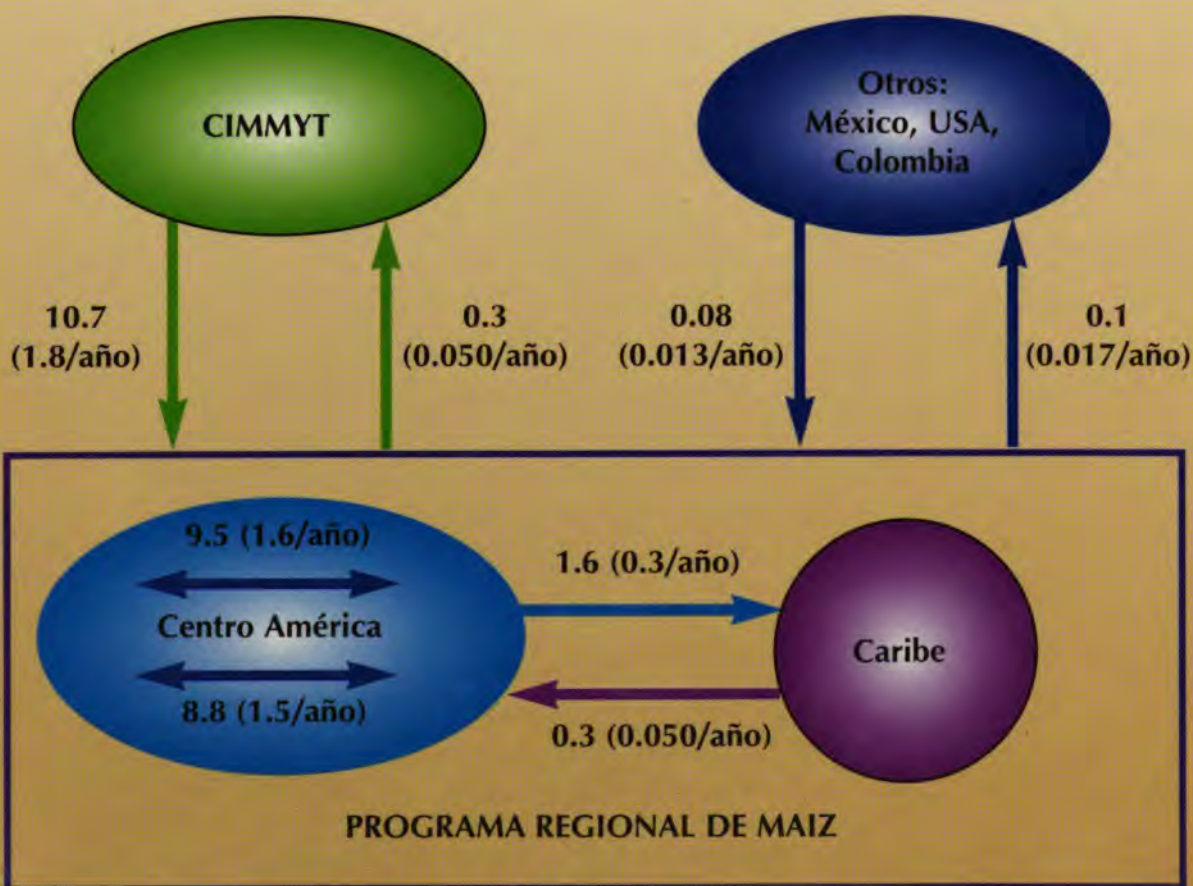 CIMMYT
Otros:
México, USA,
Colombia
10.7
(1.8/año)
0.3
(0.050/año)
0.08
(0.013/año)
0.1
(0.017/año)
9.5 (1.6/año)
Centro América
8.8 (1.5/año)
1.6 (0.3/año)
0.3 (0.050/año)
Caribe
PROGRAMA REGIONAL DE MAIZ